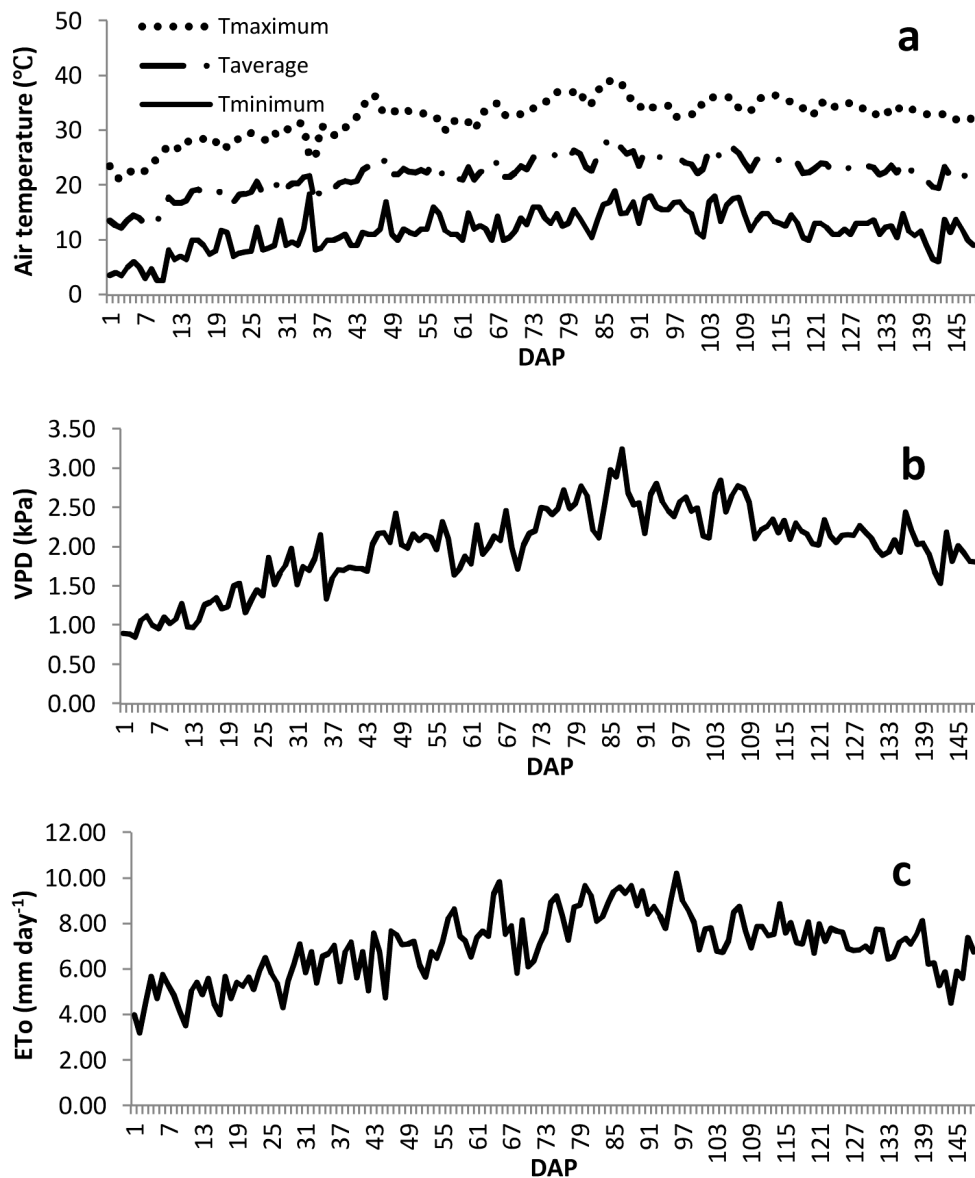 50
40
30
20
10
0
Air temperature (°C)
Tmaximum
Taverage
Tminimum
a
1 7 13 19 25 31 37 43 49 55 61 67 73 79 85 91 97 103 109 115 121 127 133 139 145
DAP
3.50
3.00
2.50
2.00
1.50
1.00
0.50
0.00
VPD (kPa)
b
1 7 13 19 25 31 37 43 49 55 61 67 73 79 85 91 97 103 109 115 121 127 133 139 145
DAP
12.00
10.00
8.00
6.00
4.00
2.00
0.00
ETo (mm day-1)
c
1 7 13 19 25 31 37 43 49 55 61 67 73 79 85 91 97 103 109 115 121 127 133 139 145
DAP